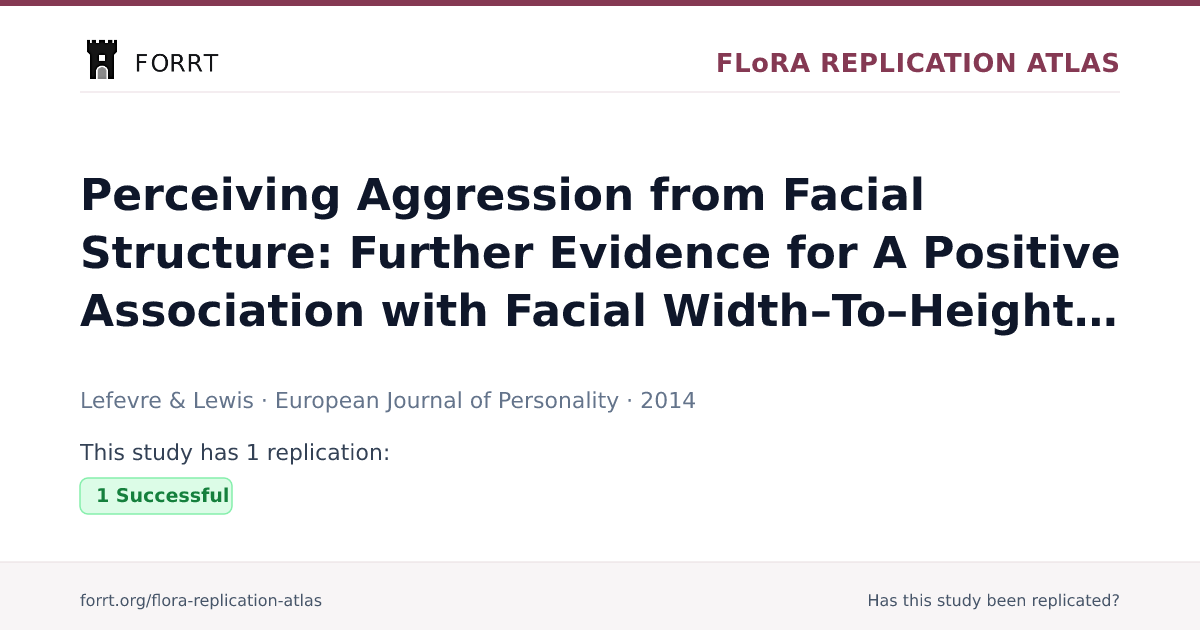 FORRT
FLoRA REPLICATION ATLAS
Perceiving Aggression from Facial
Structure: Further Evidence for A Positive
Association with Facial Width–To–Height…
Lefevre & Lewis · European Journal of Personality · 2014
This study has 1 replication:
1 Successful
forrt.org/flora-replication-atlas
Has this study been replicated?